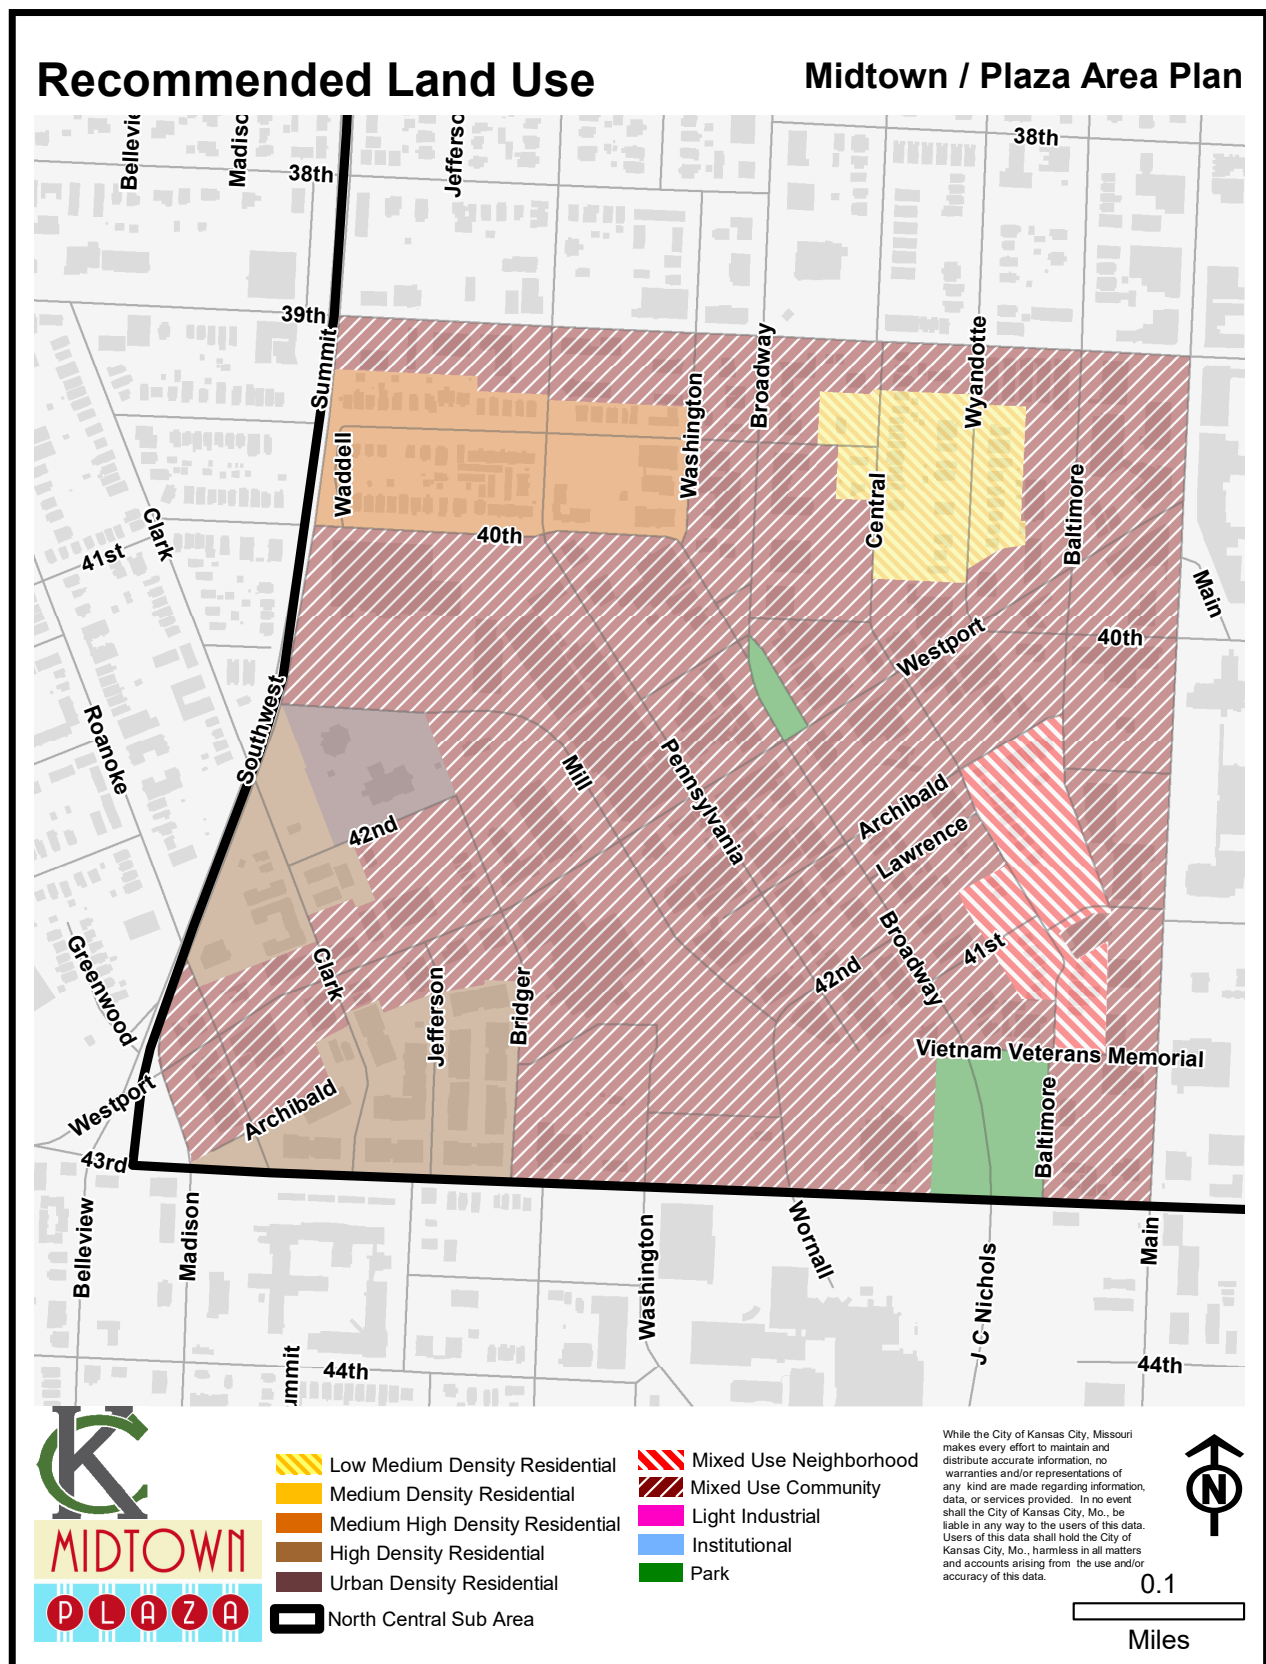 Recommended Land Use
Midtown / Plaza Area Plan
Bellevie
Madisc
Jeffersc
38th
38th
39th
Summit
Waddell
Washington
Broadway
Wyandotte
Central
Baltimore
Clark
41st
40th
Main
Westport
40th
Southwest
Roanoke
Mill
Pennsylvania
Archibald
Lawrence
42nd
Greenwood
Clark
Jefferson
Bridger
Broadway
42nd
41st
Vietnam Veterans Memorial
Westport
Archibald
Baltimore
43rd
Belleview
Madison
Washington
Wornall
J C Nichols
Main
ummit
44th
44th
KC
MIDTOWN
PLAZA
Low Medium Density Residential
Medium Density Residential
Medium High Density Residential
High Density Residential
Urban Density Residential
North Central Sub Area
Mixed Use Neighborhood
Mixed Use Community
Light Industrial
Institutional
Park
While the City of Kansas City, Missouri
makes every effort to maintain and
distribute accurate information, no
warranties and/or representations of
any kind are made regarding information,
data, or services provided. In no event
shall the City of Kansas City, Mo., be
liable in any way to the users of this data.
Users of this data shall hold the City of
Kansas City, Mo., harmless in all matters
and accounts arising from the use and/or
accuracy of this data.
N
0.1
Miles